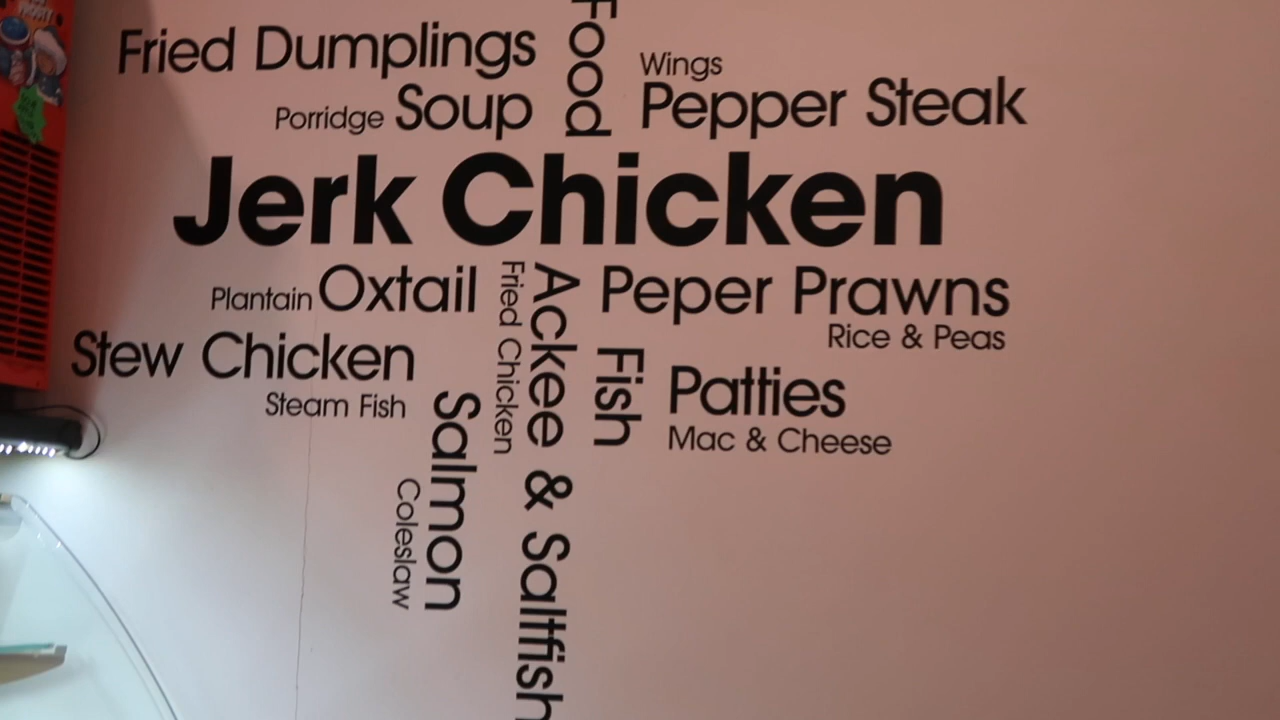 Fried Dumplings
Food
Wings
Porridge
Soup
Pepper Steak
Jerk Chicken
Plantain
Oxtail
Fried Chicken
Ackee & Saltfish
Peper Prawns
Rice & Peas
Stew Chicken
Steam Fish
Fish
Patties
Mac & Cheese
Salmon
Coleslaw